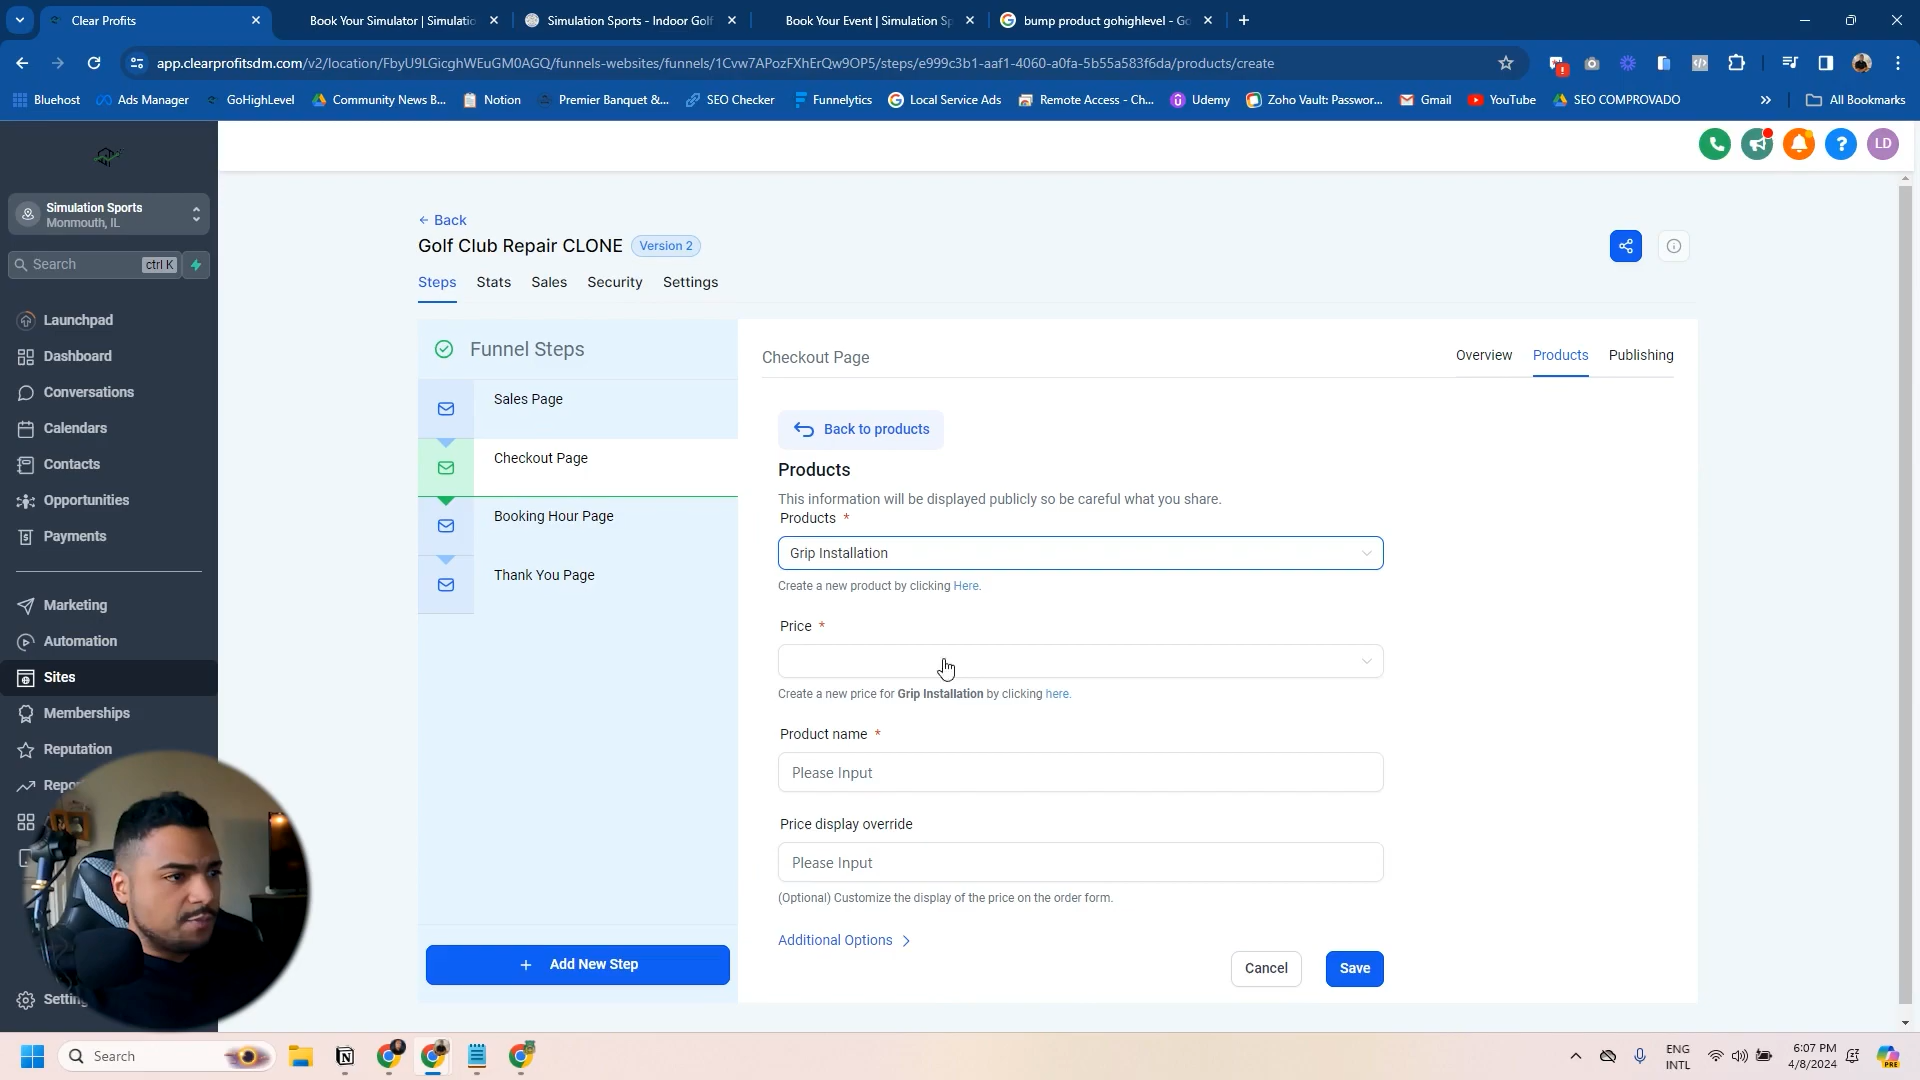 Clear Profits
Book Your Simulator | Simulatio
Simulation Sports - Indoor Golf
Book Your Event | Simulation Sp
bump product gohighlevel - Go
app.clearprofitsdm.com/v2/location/FbyU9LGicghWEuGM0AGQ/funnels-websites/funnels/1Cvw7APozFXhErQw9OP5/steps/e999c3b1-aaf1-4060-a0fa-5b55a583f6da/products/create
Bluehost
Ads Manager
GoHighLevel
Community News B...
Notion
Premier Banquet &...
SEO Checker
Funnelytics
Local Service Ads
Remote Access - Ch...
Udemy
Zoho Vault: Passwor...
Gmail
YouTube
SEO COMPROVADO
All Bookmarks
LD
Simulation Sports
Monmouth, IL
Search
ctrl K
Launchpad
Dashboard
Conversations
Calendars
Contacts
Opportunities
Payments
Marketing
Automation
Sites
Memberships
Reputation
Repo
Settin
← Back
Golf Club Repair CLONE
Version 2
Steps
Stats
Sales
Security
Settings
Funnel Steps
Sales Page
Checkout Page
Booking Hour Page
Thank You Page
+ Add New Step
Checkout Page
Overview
Products
Publishing
Back to products
Products
This information will be displayed publicly so be careful what you share.
Products *
Grip Installation
Create a new product by clicking Here.
Price *
Create a new price for Grip Installation by clicking here.
Product name *
Please Input
Price display override
Please Input
(Optional) Customize the display of the price on the order form.
Additional Options
Cancel
Save
Search
ENG
INTL
6:07 PM
4/8/2024
PRE